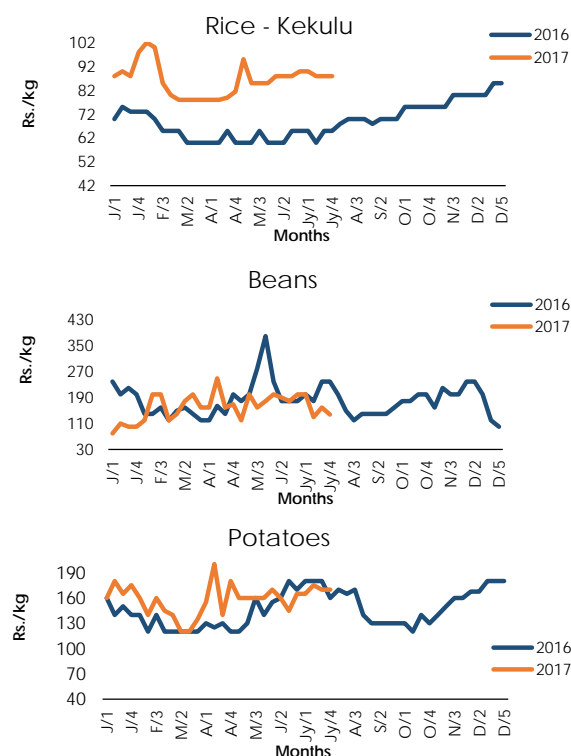 Rice - Kekulu
102
92
82
72
62
52
42
Rs./kg
2016
2017
J/1 J/4 F/3 M/2 A/1 A/4 M/3 J/2 Jy/1 Jy/4 A/3 S/2 O/1 O/4 N/3 D/2 D/5
Months
Beans
430
350
270
190
110
30
Rs./kg
2016
2017
J/1 J/4 F/3 M/2 A/1 A/4 M/3 J/2 Jy/1 Jy/4 A/3 S/2 O/1 O/4 N/3 D/2 D/5
Months
Potatoes
190
160
130
100
70
40
Rs./kg
2016
2017
J/1 J/4 F/3 M/2 A/1 A/4 M/3 J/2 Jy/1 Jy/4 A/3 S/2 O/1 O/4 N/3 D/2 D/5
Months